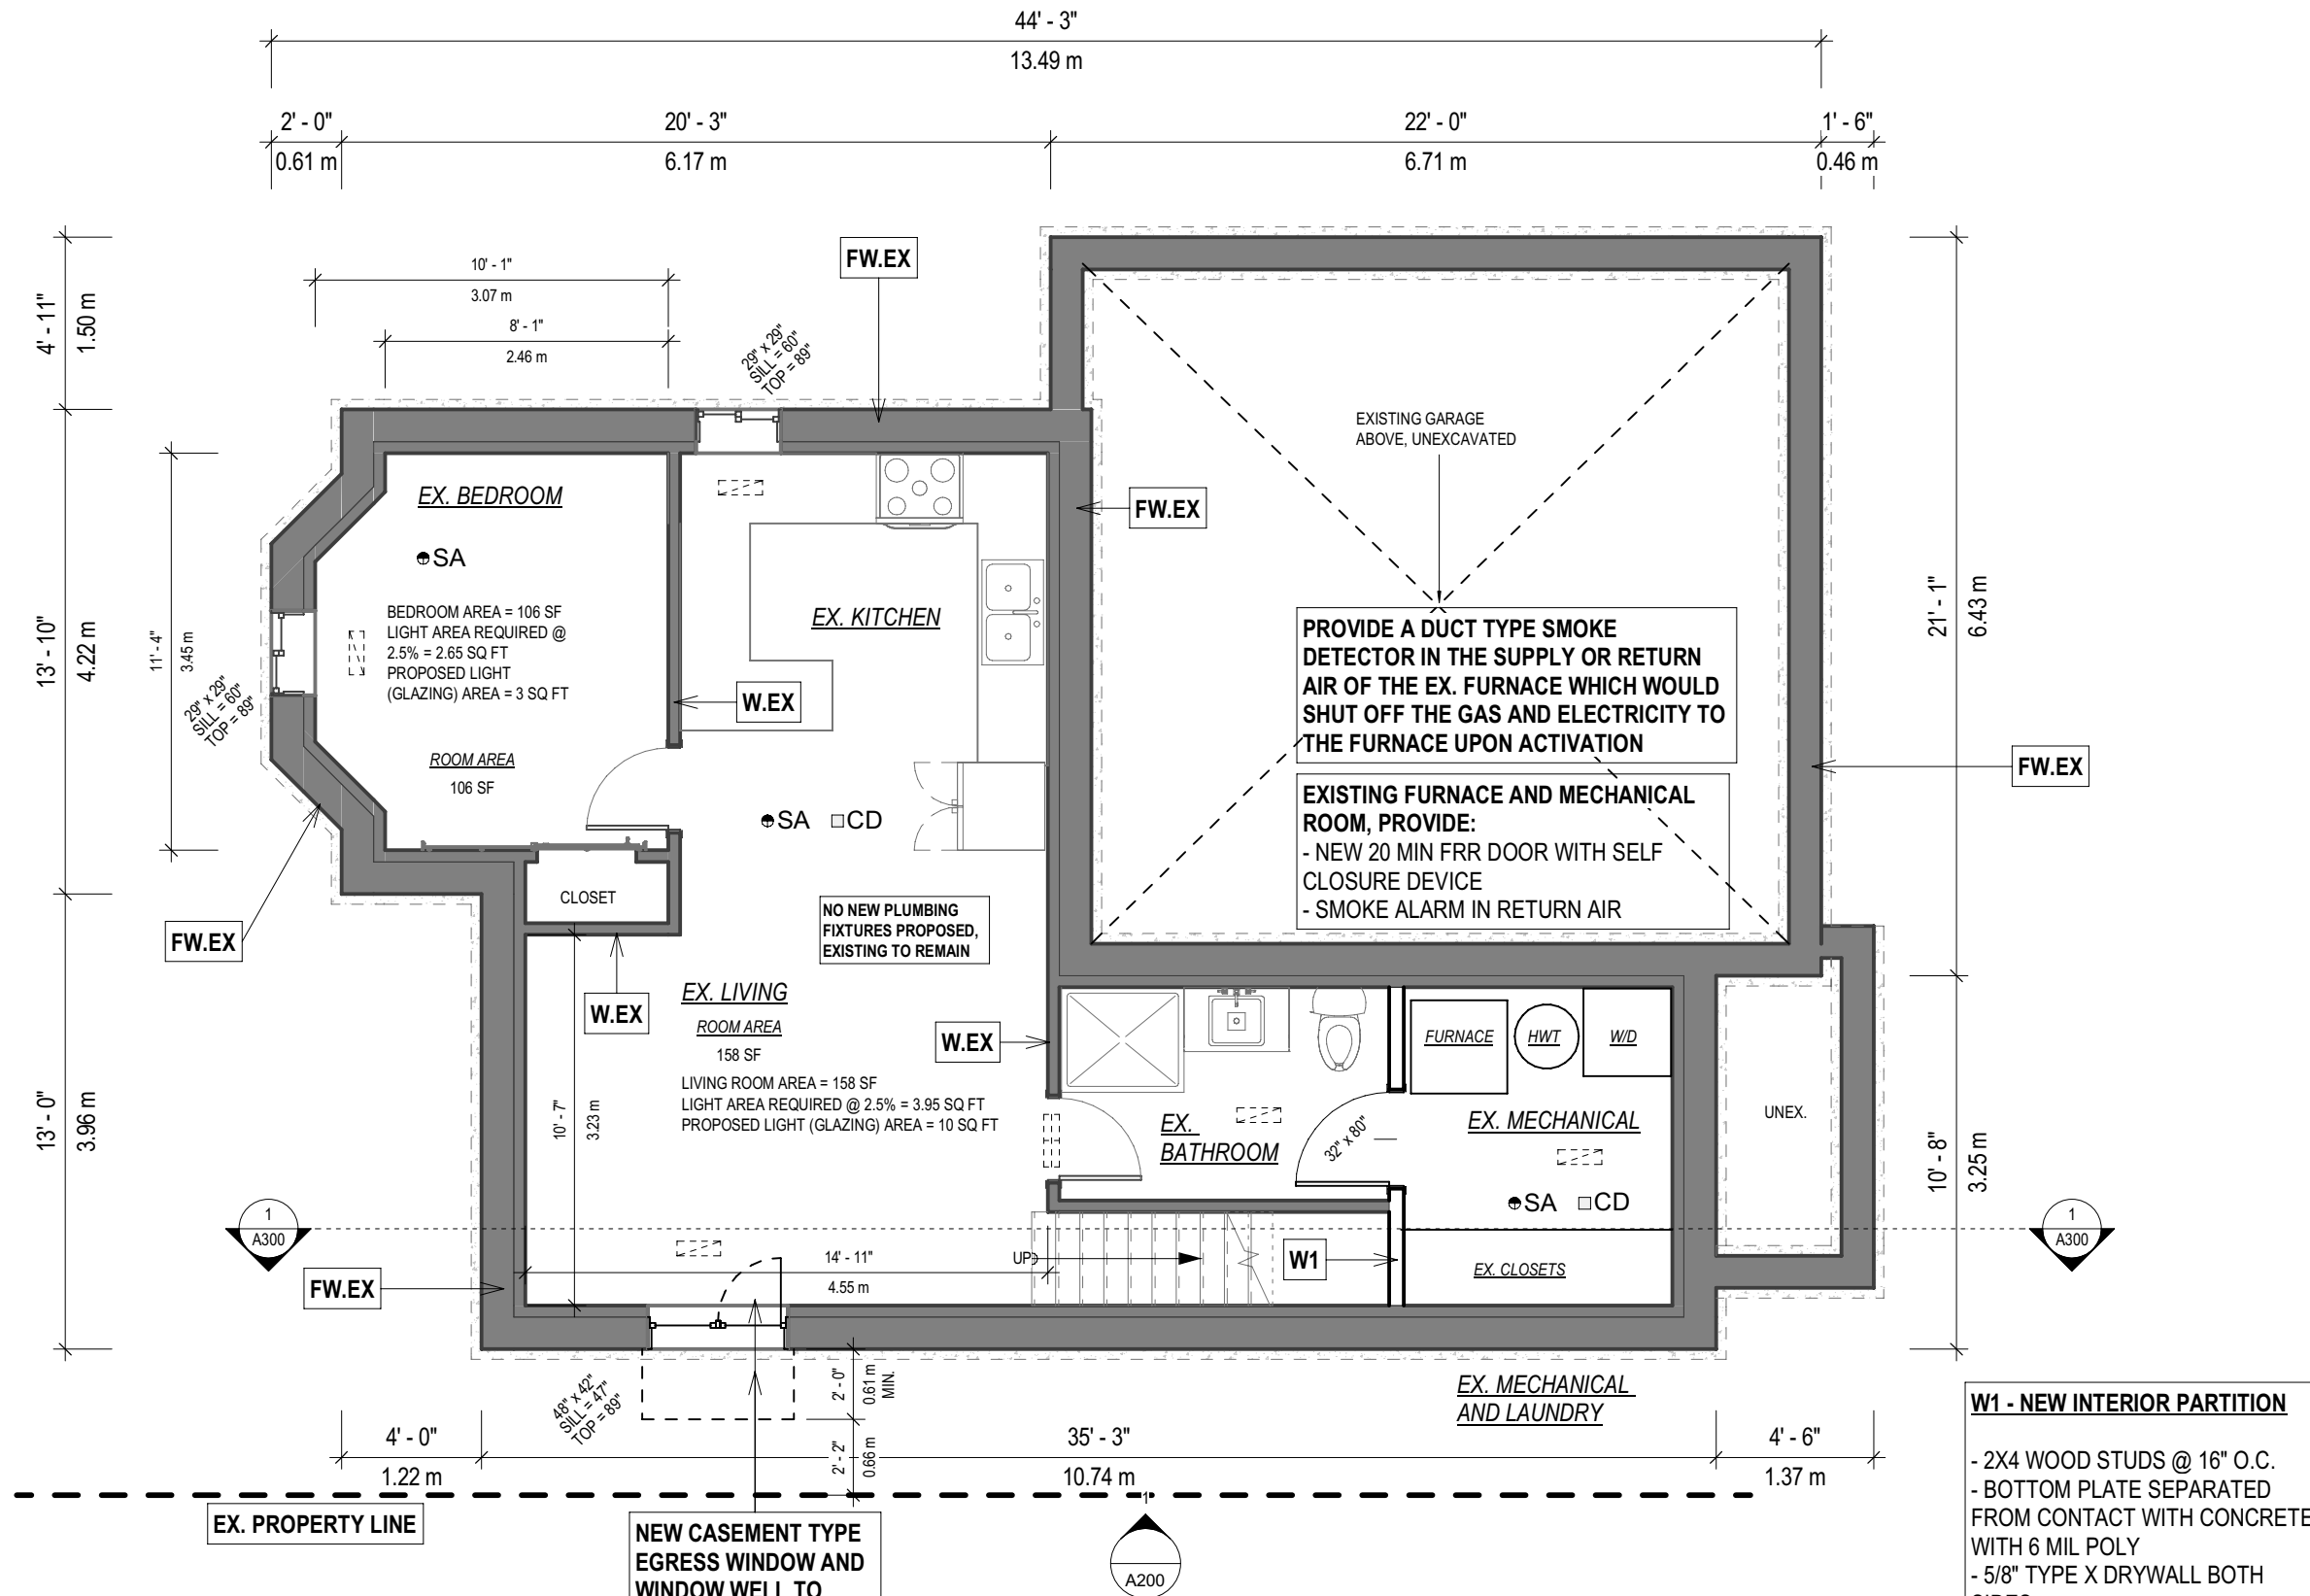 44' - 3"
13.49 m
2' - 0"
0.61 m
20' - 3"
6.17 m
22' - 0"
6.71 m
1' - 6"
0.46 m
4' - 11"
1.50 m
13' - 10"
4.22 m
13' - 0"
3.96 m
11' - 4"
3.45 m
10' - 1"
3.07 m
8' - 1"
2.46 m
29" x 29"
SILL = 60"
TOP = 89"
FW.EX
EX. BEDROOM
SA
BEDROOM AREA = 106 SF
LIGHT AREA REQUIRED @
2.5% = 2.65 SQ FT
PROPOSED LIGHT
(GLAZING) AREA = 3 SQ FT
ROOM AREA
106 SF
29" x 29"
SILL = 60"
TOP = 89"
FW.EX
CLOSET
W.EX
EX. KITCHEN
W.EX
SA
CD
NO NEW PLUMBING
FIXTURES PROPOSED,
EXISTING TO REMAIN
FW.EX
EXISTING GARAGE
ABOVE, UNEXCAVATED
PROVIDE A DUCT TYPE SMOKE
DETECTOR IN THE SUPPLY OR RETURN
AIR OF THE EX. FURNACE WHICH WOULD
SHUT OFF THE GAS AND ELECTRICITY TO
THE FURNACE UPON ACTIVATION
EXISTING FURNACE AND MECHANICAL
ROOM, PROVIDE:
- NEW 20 MIN FRR DOOR WITH SELF
CLOSURE DEVICE
- SMOKE ALARM IN RETURN AIR
FW.EX
21' - 1"
6.43 m
10' - 8"
3.25 m
EX. LIVING
ROOM AREA
158 SF
LIVING ROOM AREA = 158 SF
LIGHT AREA REQUIRED @ 2.5% = 3.95 SQ FT
PROPOSED LIGHT (GLAZING) AREA = 10 SQ FT
W.EX
10' - 7"
3.23 m
EX.
BATHROOM
32" x 80"
FURNACE
HWT
W/D
EX. MECHANICAL
SA
CD
EX. CLOSETS
UNEX.
W1
UP
14' - 11"
4.55 m
1
A300
1
A300
FW.EX
48" x 42"
SILL = 47"
TOP = 89"
2' - 0"
0.61 m
MIN.
2' - 2"
0.66 m
EX. MECHANICAL
AND LAUNDRY
4' - 0"
1.22 m
35' - 3"
10.74 m
4' - 6"
1.37 m
EX. PROPERTY LINE
NEW CASEMENT TYPE
EGRESS WINDOW AND
WINDOW WELL TO
1
A200
W1 - NEW INTERIOR PARTITION
- 2X4 WOOD STUDS @ 16" O.C.
- BOTTOM PLATE SEPARATED
FROM CONTACT WITH CONCRETE
WITH 6 MIL POLY
- 5/8" TYPE X DRYWALL BOTH